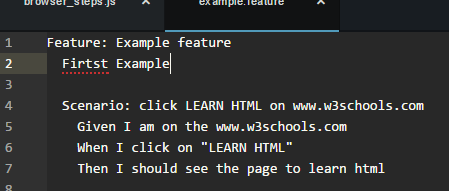 browser_steps.js x example.feature x
1 Feature: Example feature
2 Firtst Example
3
4 Scenario: click LEARN HTML on www.w3schools.com
5 Given I am on the www.w3schools.com
6 When I click on "LEARN HTML"
7 Then I should see the page to learn html
8